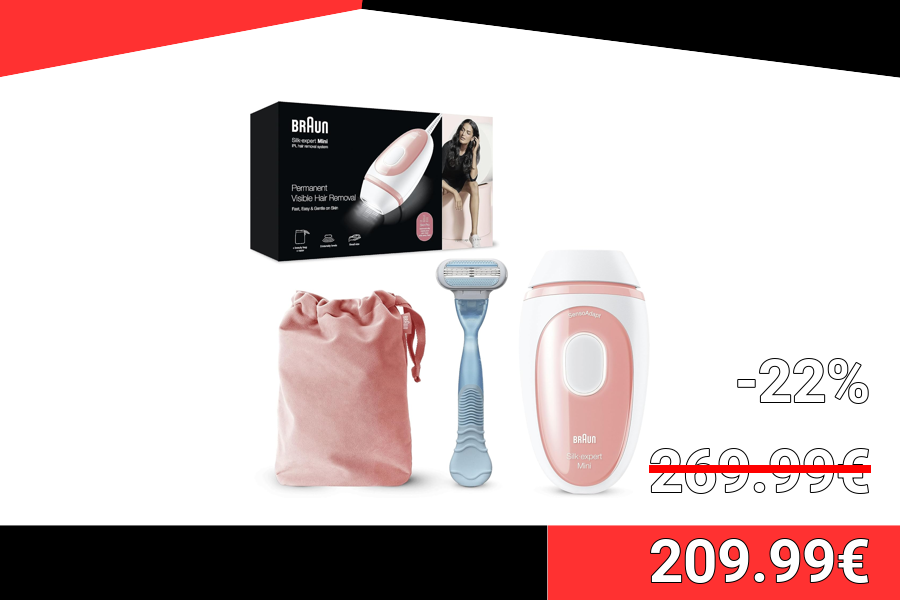 BRAUN
Silk·expert Mini
IPL hair removal system
Permanent
Visible Hair Removal
Fast, Easy & Gentle on Skin
SensoAdapt
BRAUN
Silk·expert
Mini
-22%
269.99€
209.99€